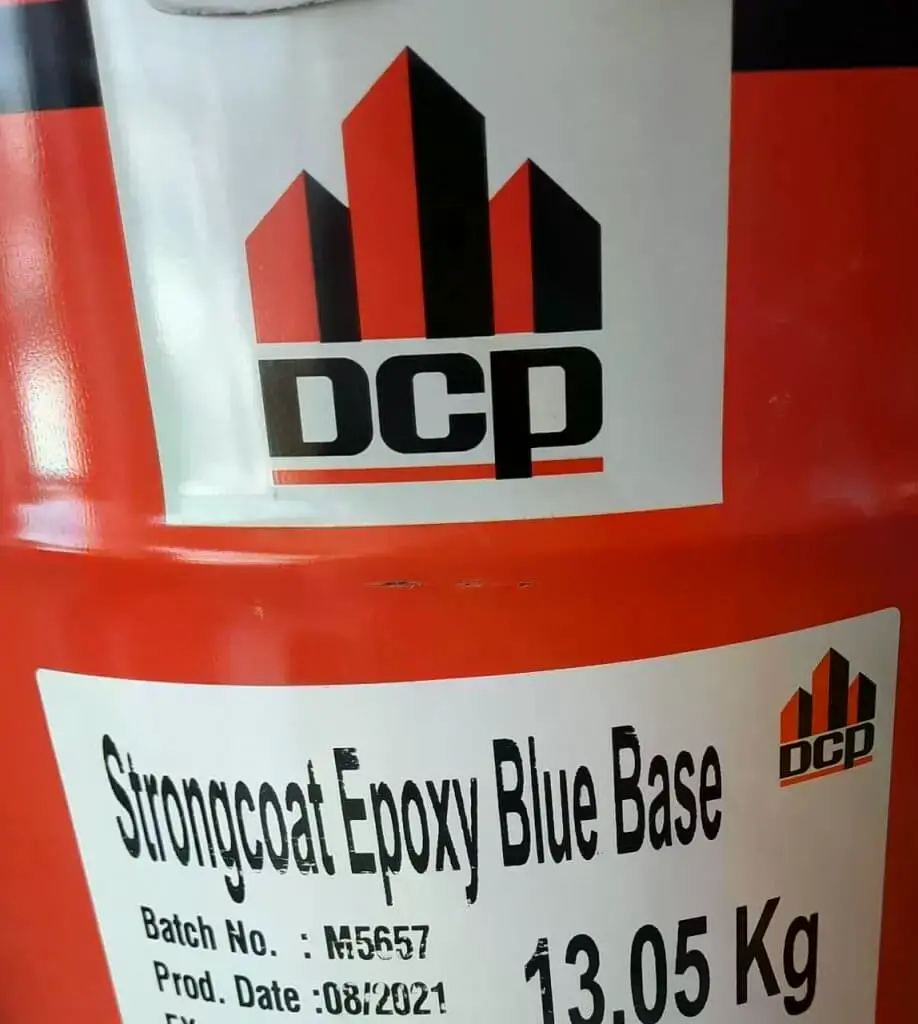 DCP
DCP
Strongcoat Epoxy Blue Base
Batch No. : M5657
13.05 Kg
Prod. Date :08/2021